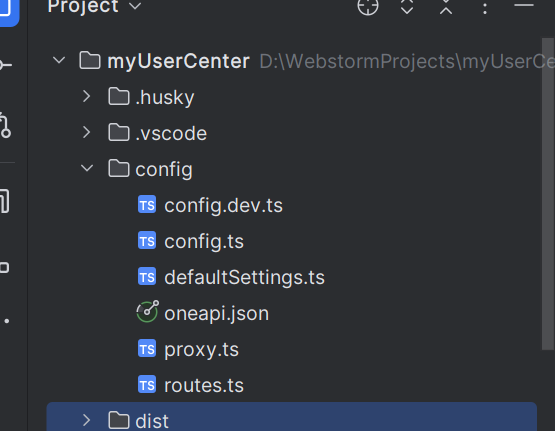 Project
myUserCenter D:\WebstormProjects\myUserCe
.husky
.vscode
config
TS config.dev.ts
TS config.ts
TS defaultSettings.ts
oneapi.json
TS proxy.ts
TS routes.ts
dist